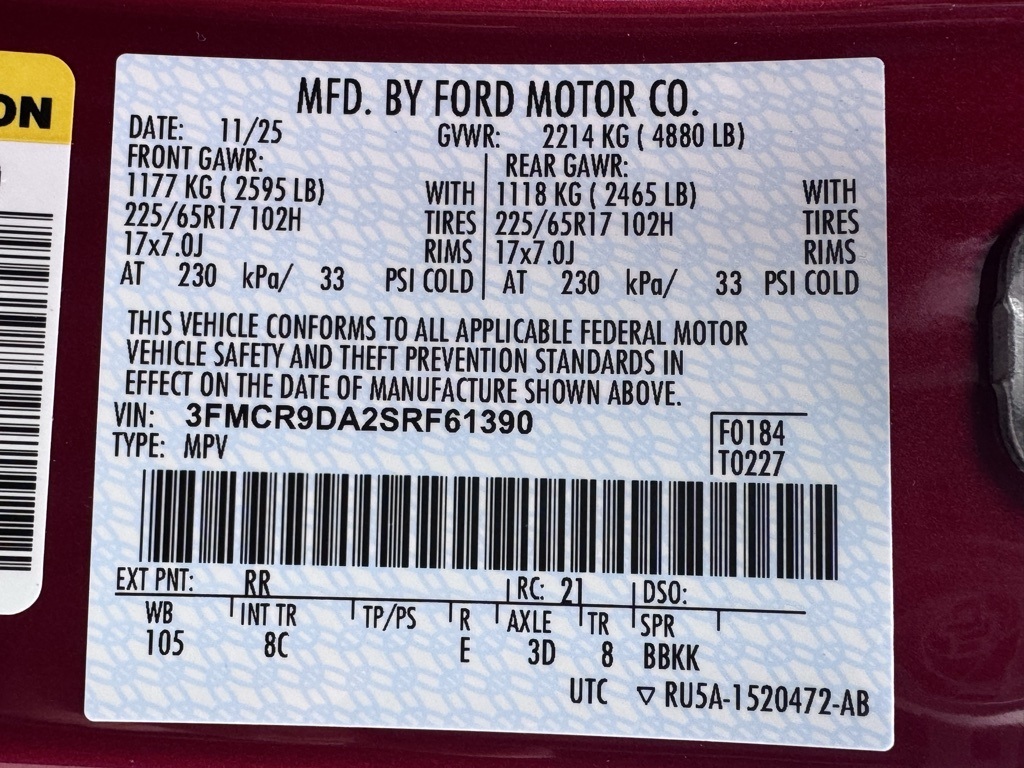 ON
MFD. BY FORD MOTOR CO.
DATE: 11/25 GVWR: 2214 KG ( 4880 LB)
FRONT GAWR: REAR GAWR:
1177 KG ( 2595 LB) WITH 1118 KG ( 2465 LB) WITH
225/65R17 102H TIRES 225/65R17 102H TIRES
17x7.0J RIMS 17x7.0J RIMS
AT 230 kPa/ 33 PSI COLD AT 230 kPa/ 33 PSI COLD
THIS VEHICLE CONFORMS TO ALL APPLICABLE FEDERAL MOTOR
VEHICLE SAFETY AND THEFT PREVENTION STANDARDS IN
EFFECT ON THE DATE OF MANUFACTURE SHOWN ABOVE.
VIN: 3FMCR9DA2SRF61390
TYPE: MPV
F0184
T0227
EXT PNT: RR RC: 21 DSO:
WB INT TR TP/PS R AXLE TR SPR
105 8C E 3D 8 BBKK
UTC ▽ RU5A-1520472-AB